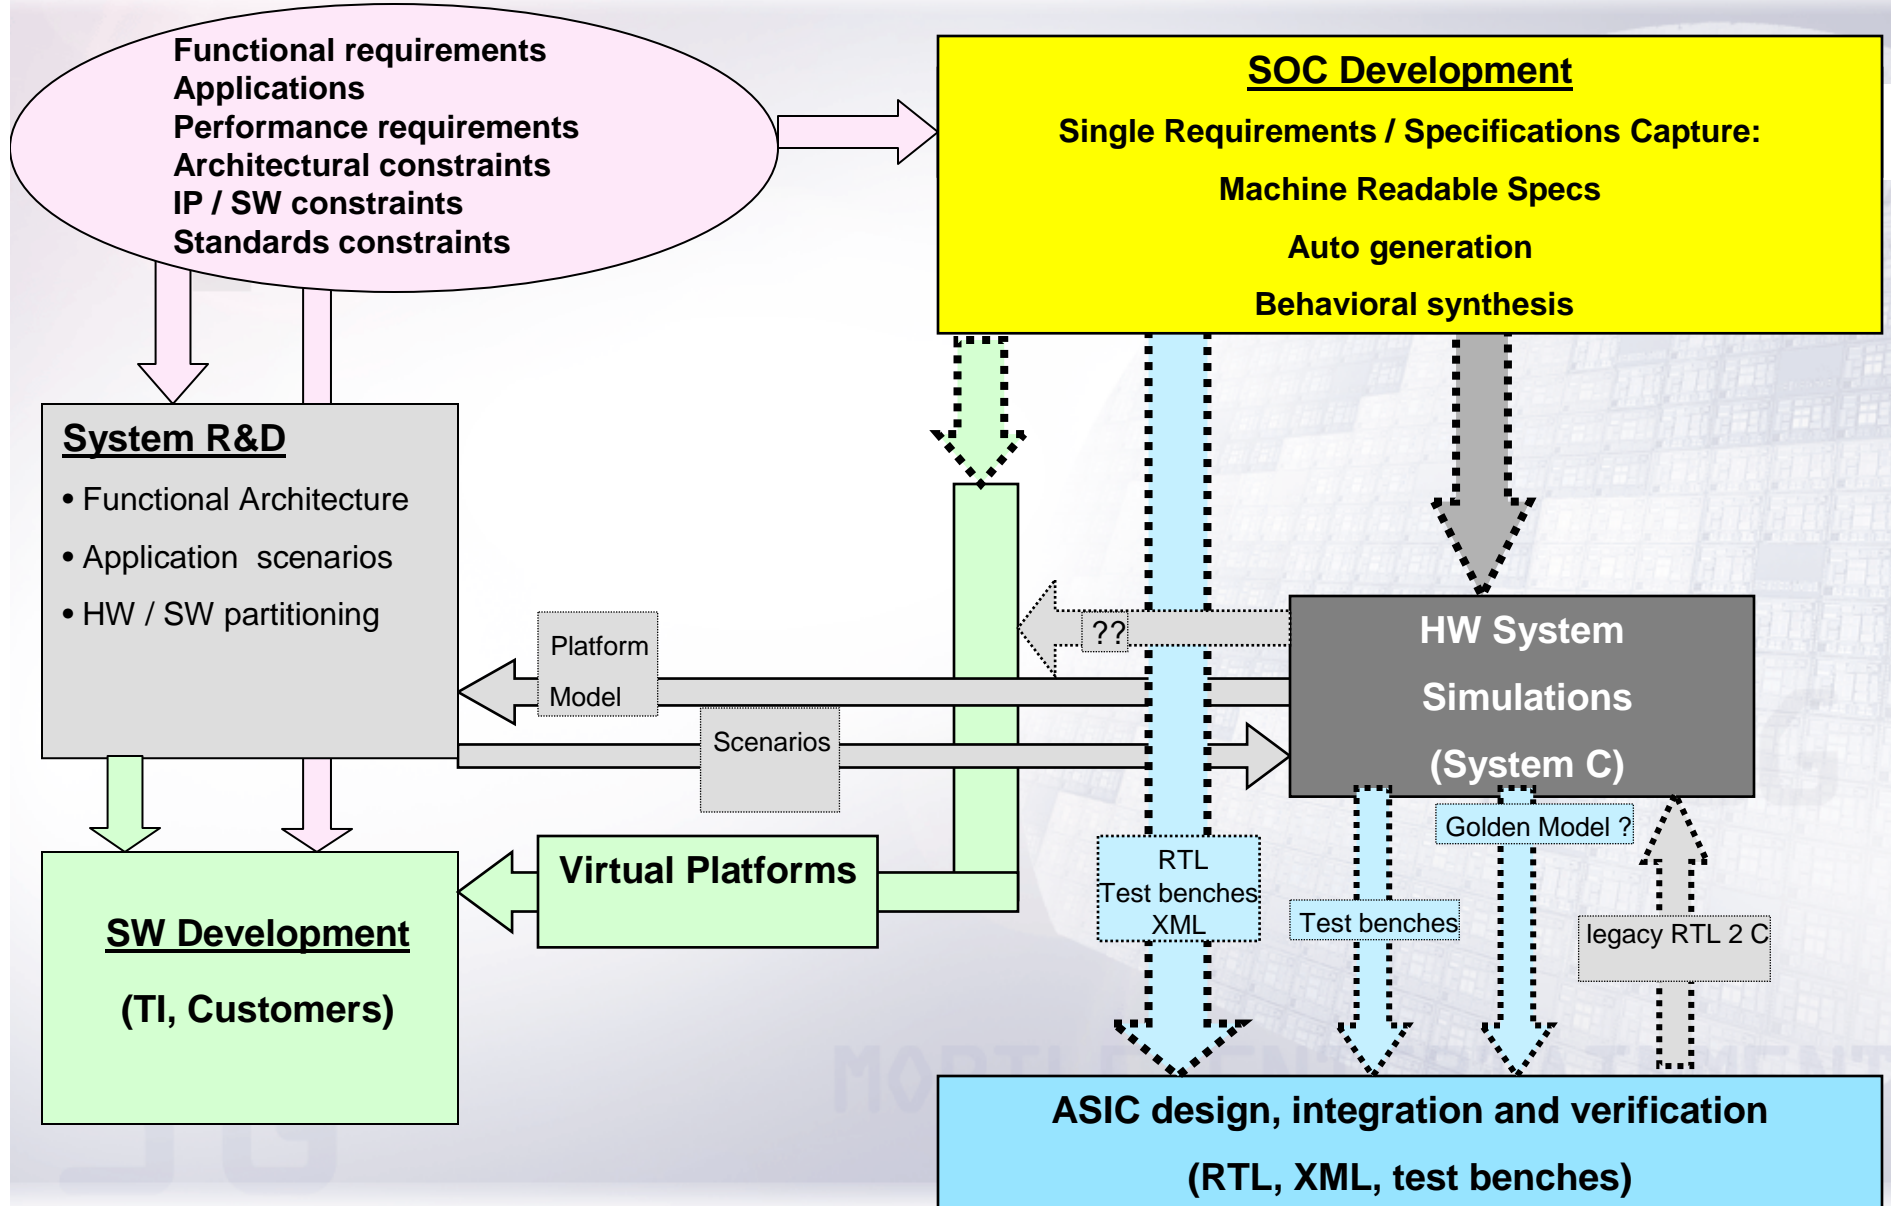 Functional requirements
Applications
Performance requirements
Architectural constraints
IP / SW constraints
Standards constraints
SOC Development
Single Requirements / Specifications Capture:
Machine Readable Specs
Auto generation
Behavioral synthesis
System R&D
• Functional Architecture
• Application scenarios
• HW / SW partitioning
Platform
Model
??
Scenarios
HW System
Simulations
(System C)
Golden Model ?
Virtual Platforms
RTL
Test benches
XML
Test benches
legacy RTL 2 C
SW Development
(TI, Customers)
ASIC design, integration and verification
(RTL, XML, test benches)